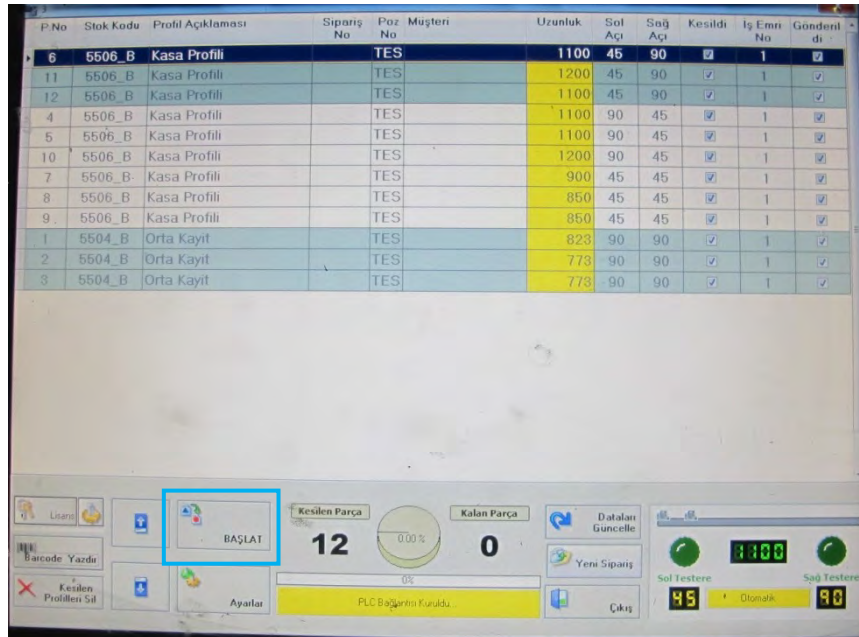 P.No Stok Kodu Profil Açıklaması Sipariş No Poz No Müşteri Uzunluk Sol Açı Sağ Açı Kesildi İş Emri No Gönderil di
6 5506_B Kasa Profili TES 1100 45 90 1
11 5506_B Kasa Profili TES 1200 45 90 1
12 5506_B Kasa Profili TES 1100 45 90 1
4 5506_B Kasa Profili TES 1100 90 45 1
5 5506_B Kasa Profili TES 1100 90 45 1
10 5506_B Kasa Profili TES 1200 90 45 1
7 5506_B Kasa Profili TES 900 45 45 1
8 5506_B Kasa Profili TES 850 45 45 1
9 5506_B Kasa Profili TES 850 45 45 1
1 5504_B Orta Kayıt TES 823 90 90 1
2 5504_B Orta Kayıt TES 773 90 90 1
3 5504_B Orta Kayıt TES 773 90 90 1
Lisans
Barcode Yazdır
Kesilen
Profilleri Sil
BAŞLAT
Ayarlar
Kesilen Parça
12
0.00 %
Kalan Parça
0
0%
PLC Bağlantısı Kuruldu...
Dataları
Güncelle
Yeni Sipariş
Çıkış
1100
Sol Testere
Sağ Testere
45
Otomatik
90